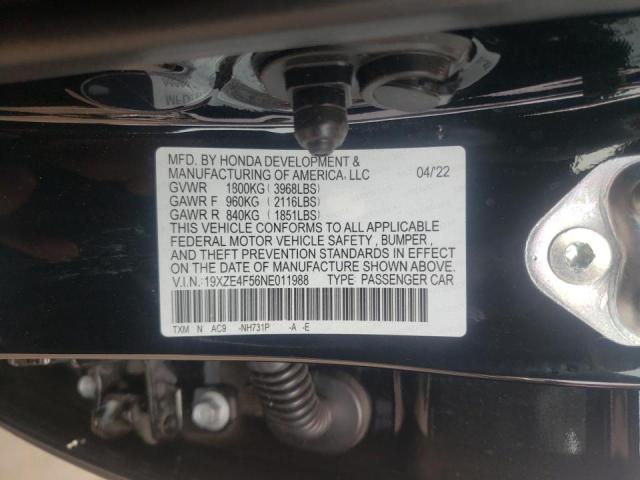 MFD. BY HONDA DEVELOPMENT &
MANUFACTURING OF AMERICA, LLC 04/'22
GVWR 1800KG (3968LBS)
GAWR F 960KG (2116LBS)
GAWR R 840KG (1851LBS)
THIS VEHICLE CONFORMS TO ALL APPLICABLE
FEDERAL MOTOR VEHICLE SAFETY , BUMPER ,
AND THEFT PREVENTION STANDARDS IN EFFECT
ON THE DATE OF MANUFACTURE SHOWN ABOVE.
V.I.N.:19XZE4F56NE011988 TYPE: PASSENGER CAR
TXM N AC9 -NH731P -A -E